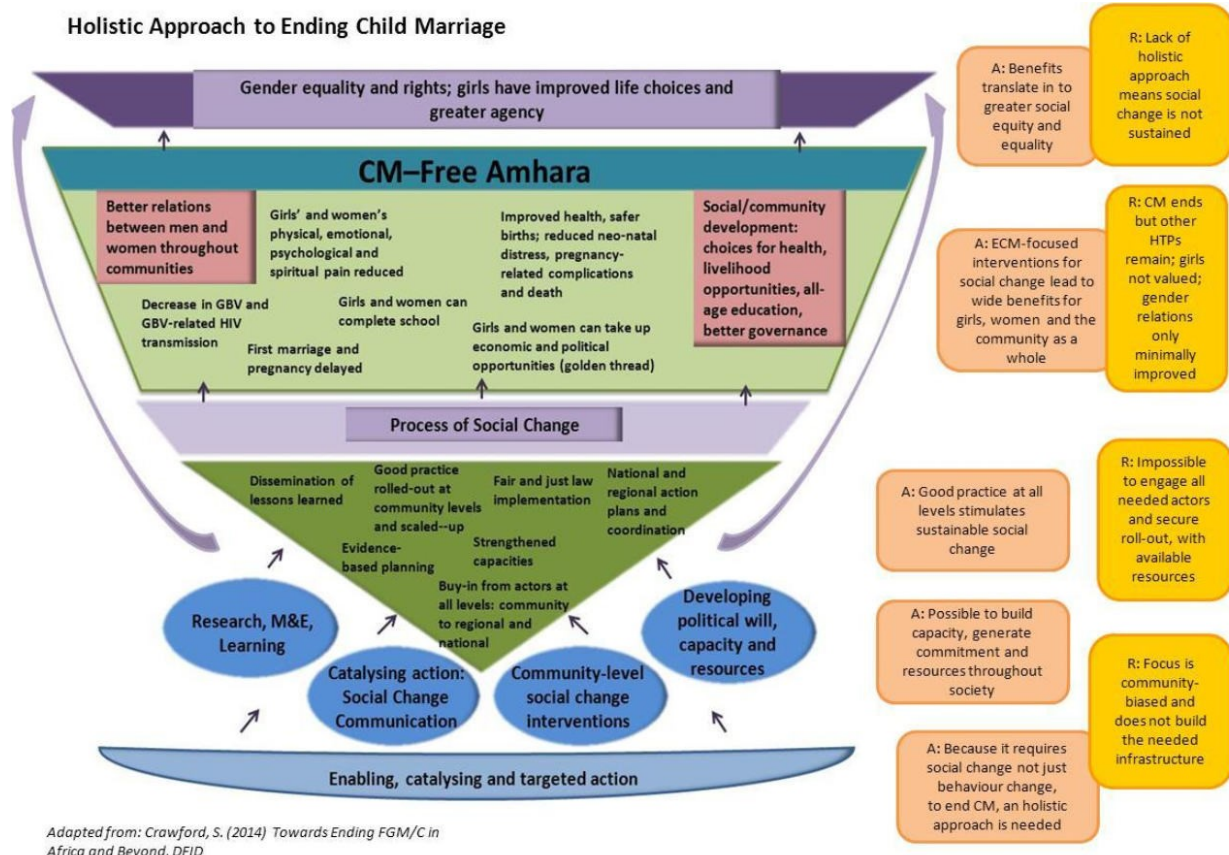 Holistic Approach to Ending Child Marriage
Gender equality and rights; girls have improved life choices and
greater agency
CM–Free Amhara
Better relations
between men and
women throughout
communities
Girls' and women's
physical, emotional,
psychological and
spiritual pain reduced
Improved health, safer
births; reduced neo-natal
distress, pregnancy-
related complications
and death
Social/community
development:
choices for health,
livelihood
opportunities, all-
age education,
better governance
Decrease in GBV and
GBV-related HIV
transmission
Girls and women can
complete school
First marriage and
pregnancy delayed
Girls and women can take up
economic and political
opportunities (golden thread)
Process of Social Change
Dissemination of
lessons learned
Good practice
rolled-out at
community levels
and scaled--up
Fair and just law
implementation
National and
regional action
plans and
coordination
Evidence-
based planning
Strengthened
capacities
Buy-in from actors at
all levels: community
to regional and
national
Research, M&E,
Learning
Catalysing action:
Social Change
Communication
Community-level
social change
interventions
Developing
political will,
capacity and
resources
Enabling, catalysing and targeted action
Adapted from: Crawford, S. (2014) Towards Ending FGM/C in
Africa and Beyond, DFID
A: Benefits
translate in to
greater social
equity and
equality
R: Lack of
holistic
approach
means social
change is not
sustained
A: ECM-focused
interventions for
social change lead to
wide benefits for
girls, women and the
community as a
whole
R: CM ends
but other
HTPs
remain; girls
not valued;
gender
relations
only
minimally
improved
A: Good practice at all
levels stimulates
sustainable social
change
R: Impossible
to engage all
needed actors
and secure
roll-out, with
available
resources
A: Possible to build
capacity, generate
commitment and
resources throughout
society
R: Focus is
community-
biased and
does not build
the needed
infrastructure
A: Because it requires
social change not just
behaviour change,
to end CM, an holistic
approach is needed